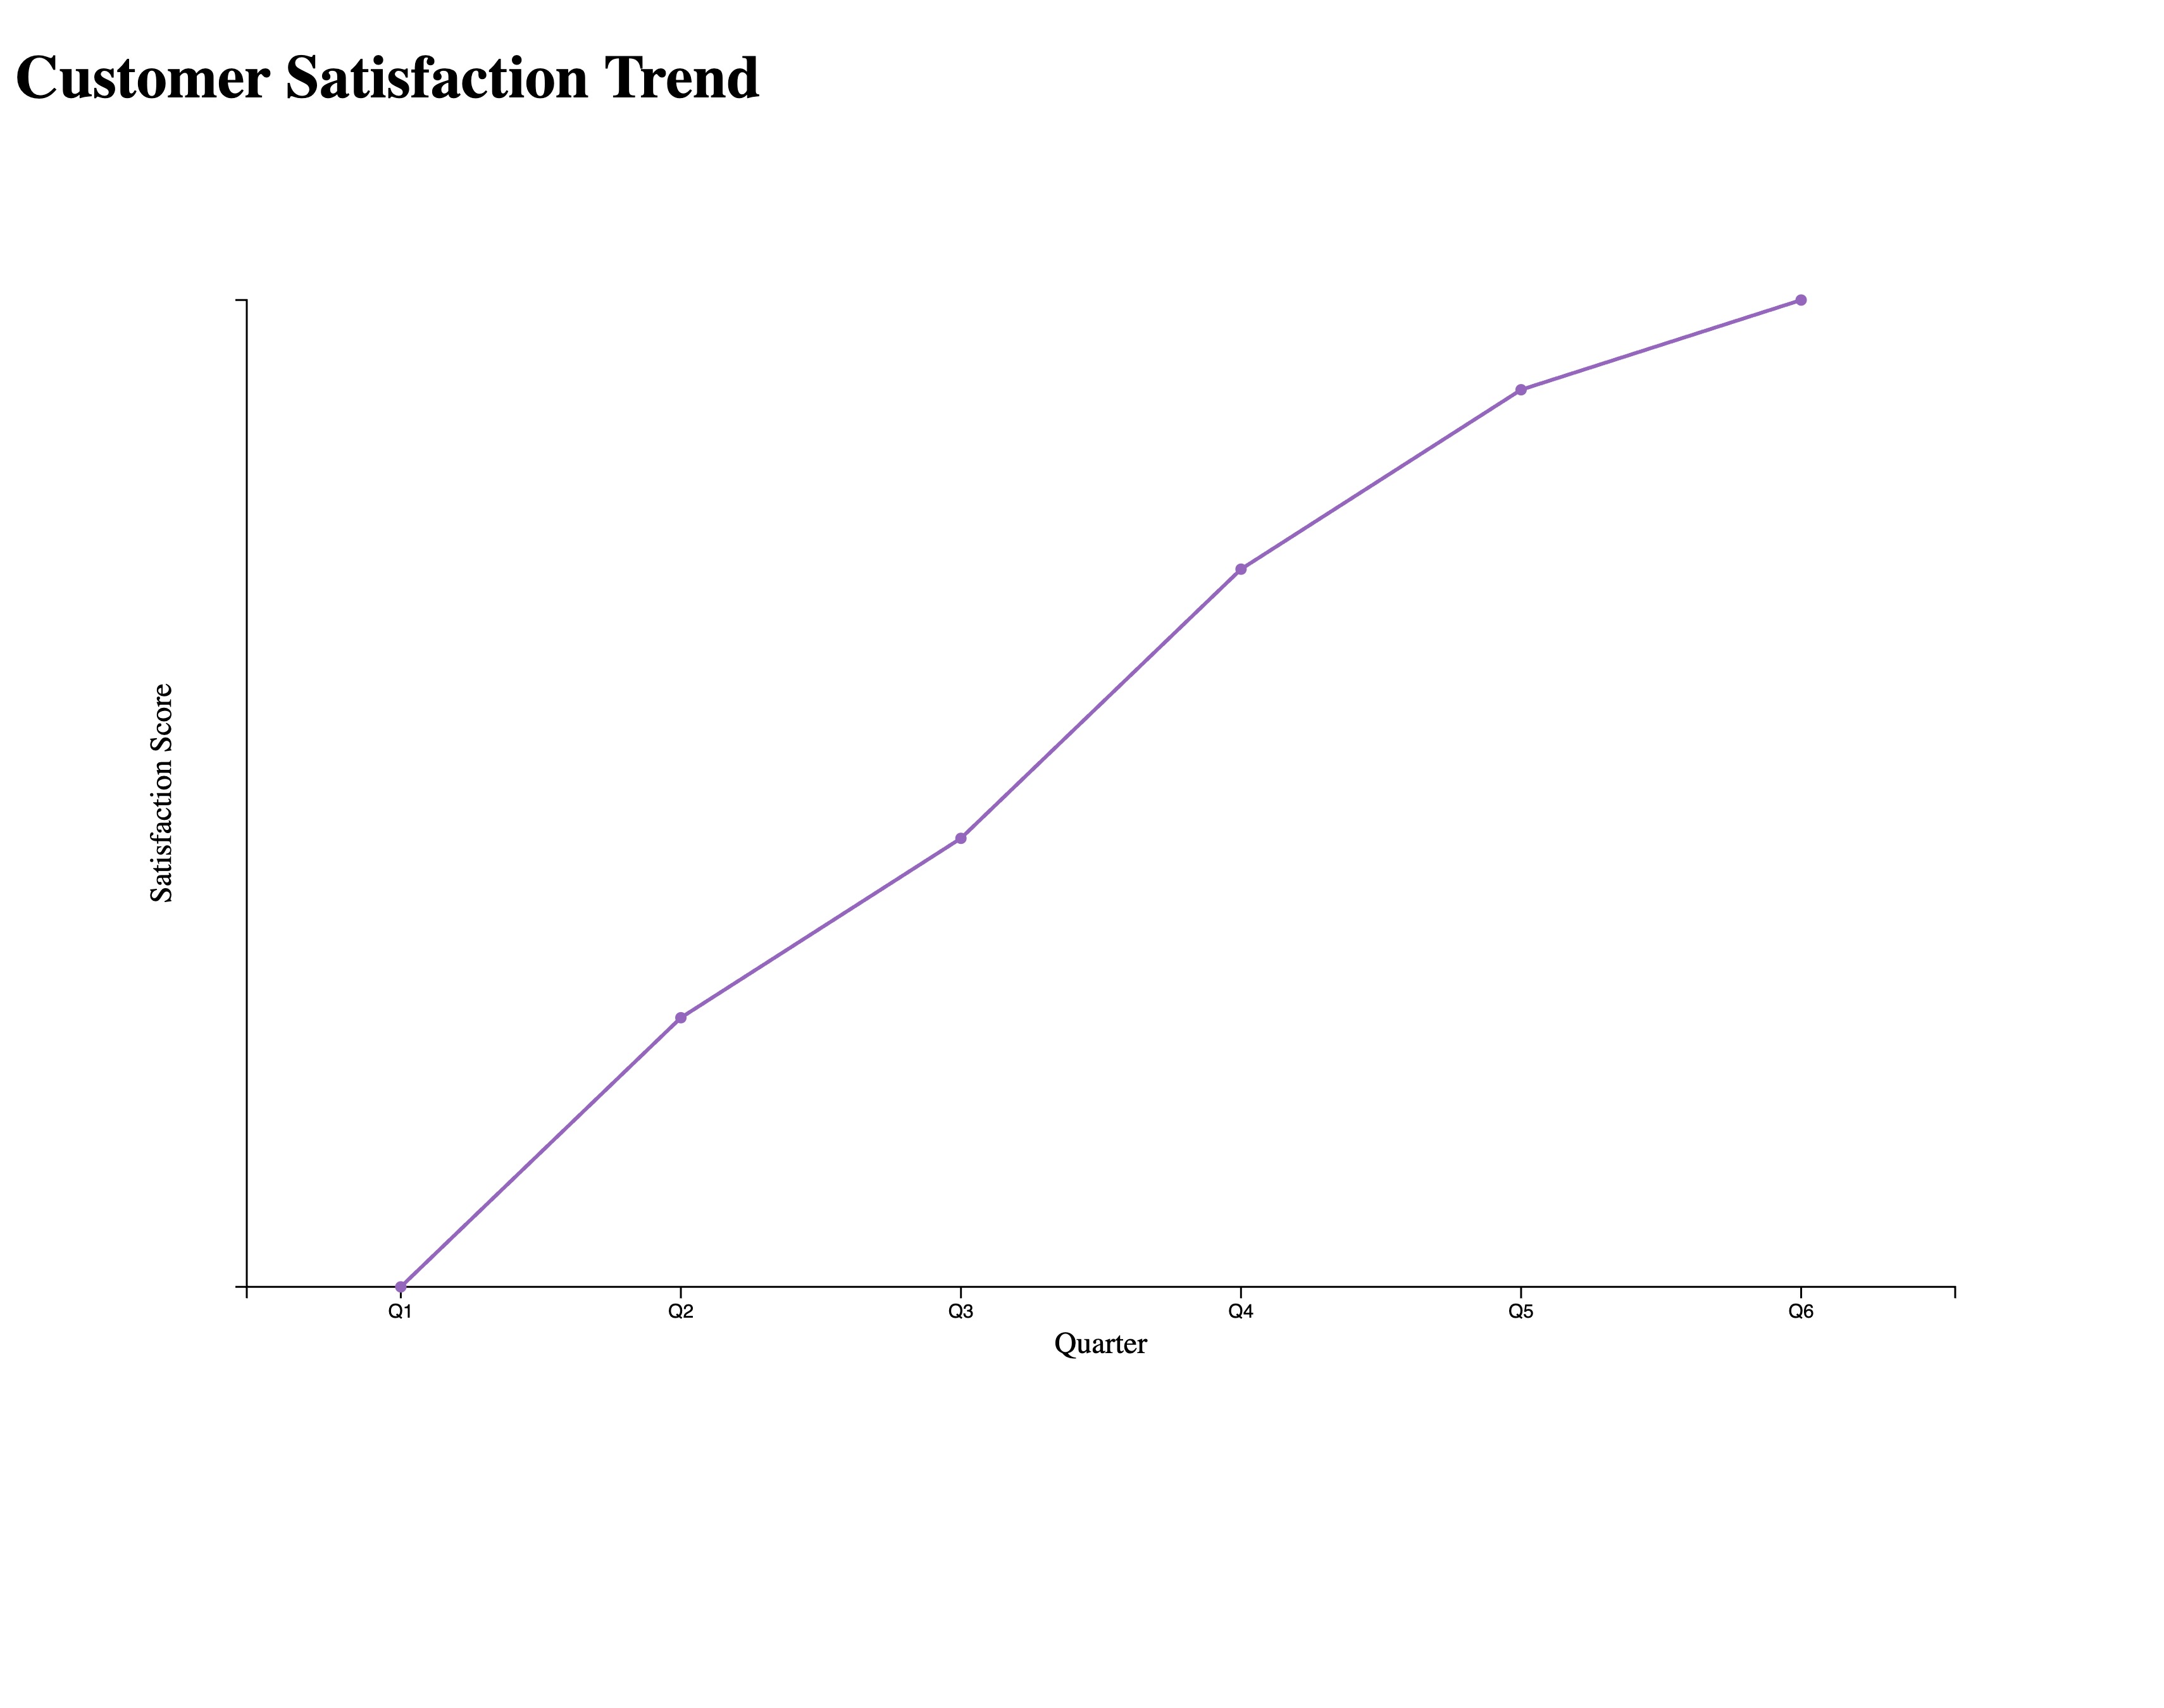 Customer Satisfaction Trend
Satisfaction Score
Q1 Q2 Q3 Q4 Q5 Q6
Quarter